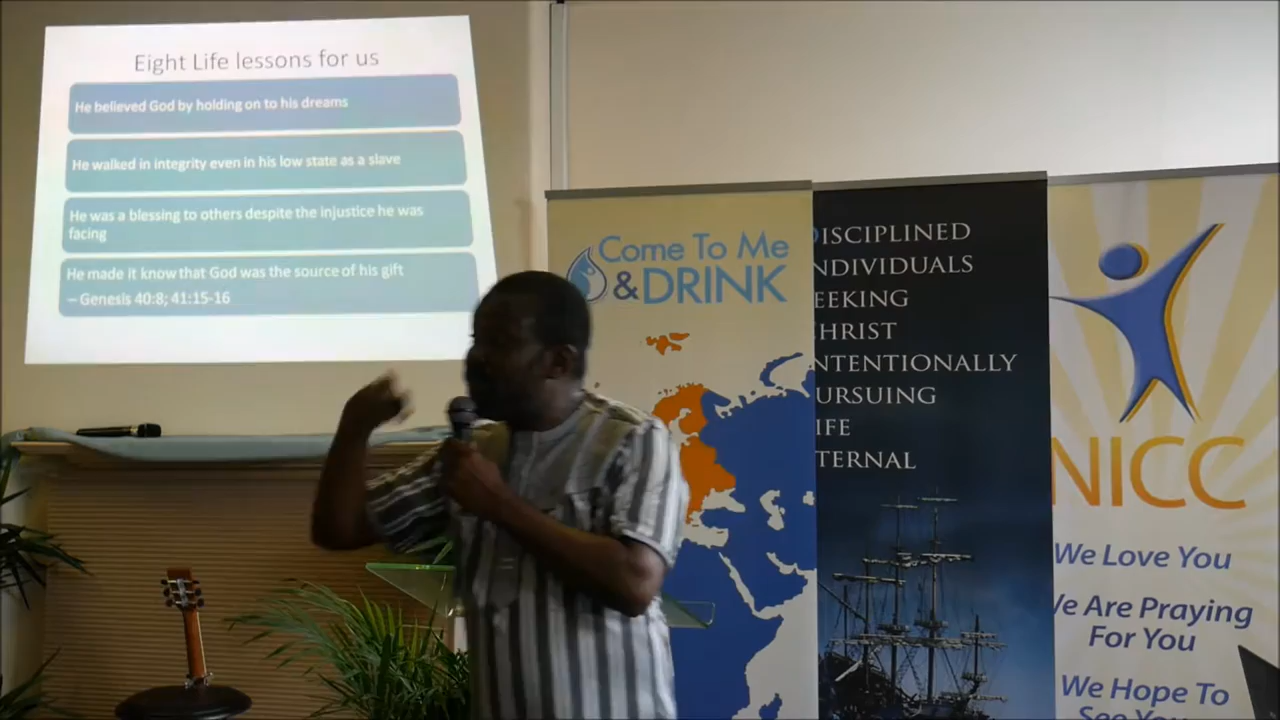 Eight Life lessons for us
He believed God by holding on to his dreams
He walked in integrity even in his low state as a slave
He was a blessing to others despite the injustice he was
facing
He made it know that God was the source of his gift
– Genesis 40:8; 41:15-16
Come To Me
& DRINK
ISCIPLINED
NDIVIDUALS
EEKING
HRIST
NTENTIONALLY
URSUING
IFE
TERNAL
NICC
We Love You
We Are Praying
For You
We Hope To
See You